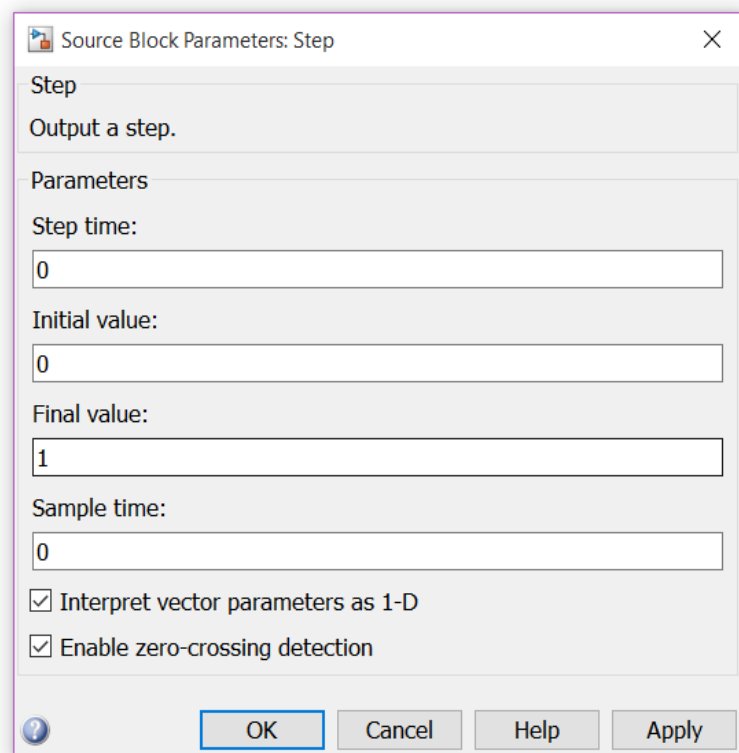 Source Block Parameters: Step
Step
Output a step.
Parameters
Step time:
0
Initial value:
0
Final value:
1
Sample time:
0
Interpret vector parameters as 1-D
Enable zero-crossing detection
? OK Cancel Help Apply